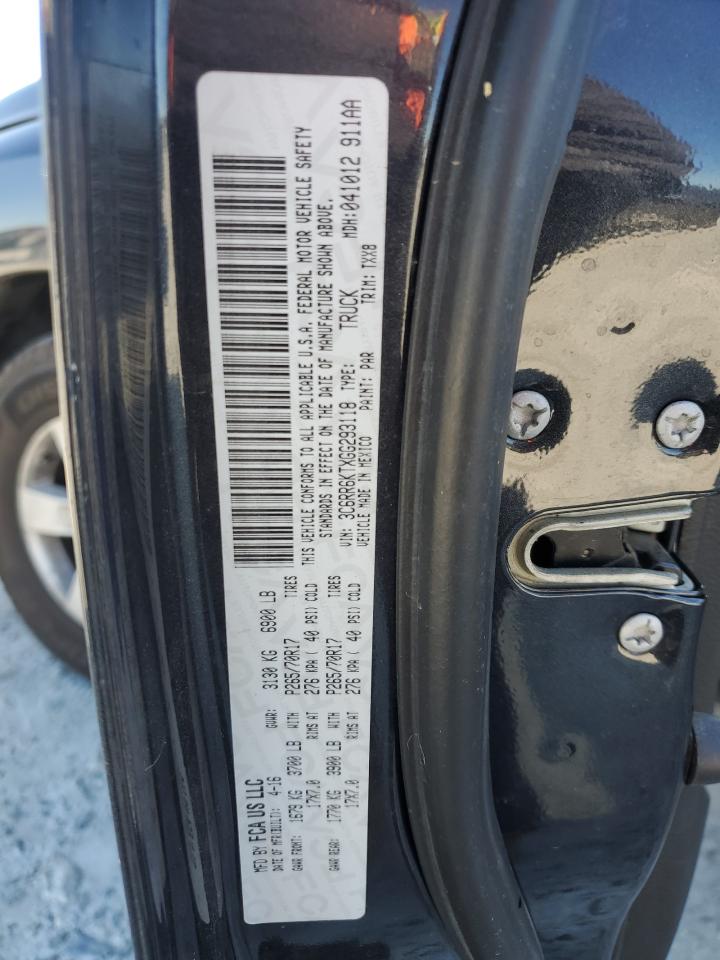 MFD BY FCA US LLC
DATE OF MFR(BUILT): 4-16 GVWR: 3130 KG 6900 LB
GAWR FRONT: 1679 KG 3700 LB WITH P265/70R17 TIRES
17X7.0 RIMS AT 276 KPA( 40 PSI) COLD
GAWR REAR: 1770 KG 3900 LB WITH P265/70R17 TIRES
17X7.0 RIMS AT 276 KPA( 40 PSI) COLD
THIS VEHICLE CONFORMS TO ALL APPLICABLE U.S.A. FEDERAL MOTOR VEHICLE SAFETY
STANDARDS IN EFFECT ON THE DATE OF MANUFACTURE SHOWN ABOVE.
VIN: 3C6RR6KTXGG293118 TYPE: TRUCK MDH:041012 911AA
VEHICLE MADE IN MEXICO PAINT: PAR TRIM: TXX8